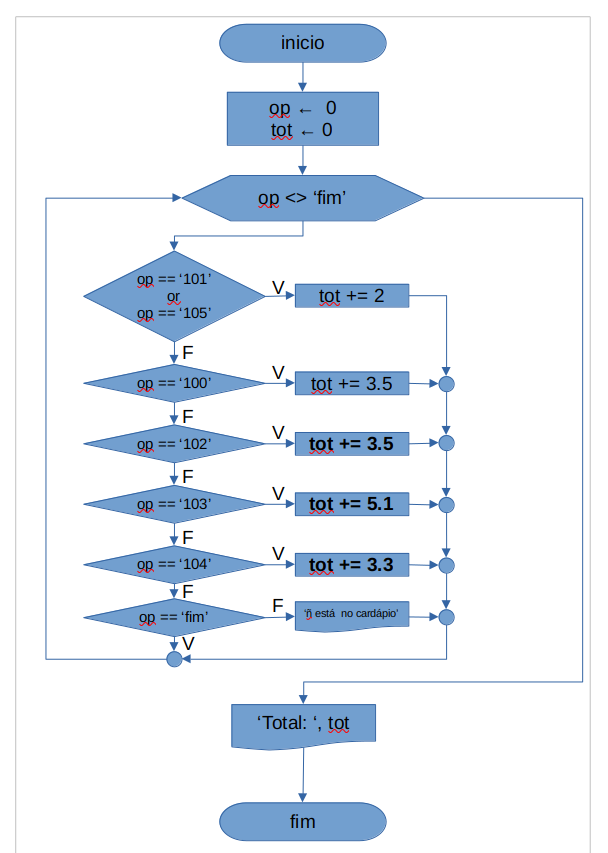 inicio
op ← 0
tot ← 0
op <> ‘fim’
op == ‘101’
or
op == ‘105’
V
tot += 2
F
op == ‘100’
V
tot += 3.5
F
op == ‘102’
V
tot += 3.5
F
op == ‘103’
V
tot += 5.1
F
op == ‘104’
V
tot += 3.3
F
op == ‘fim’
F
‘ñ está no cardápio’
V
‘Total: ‘, tot
fim